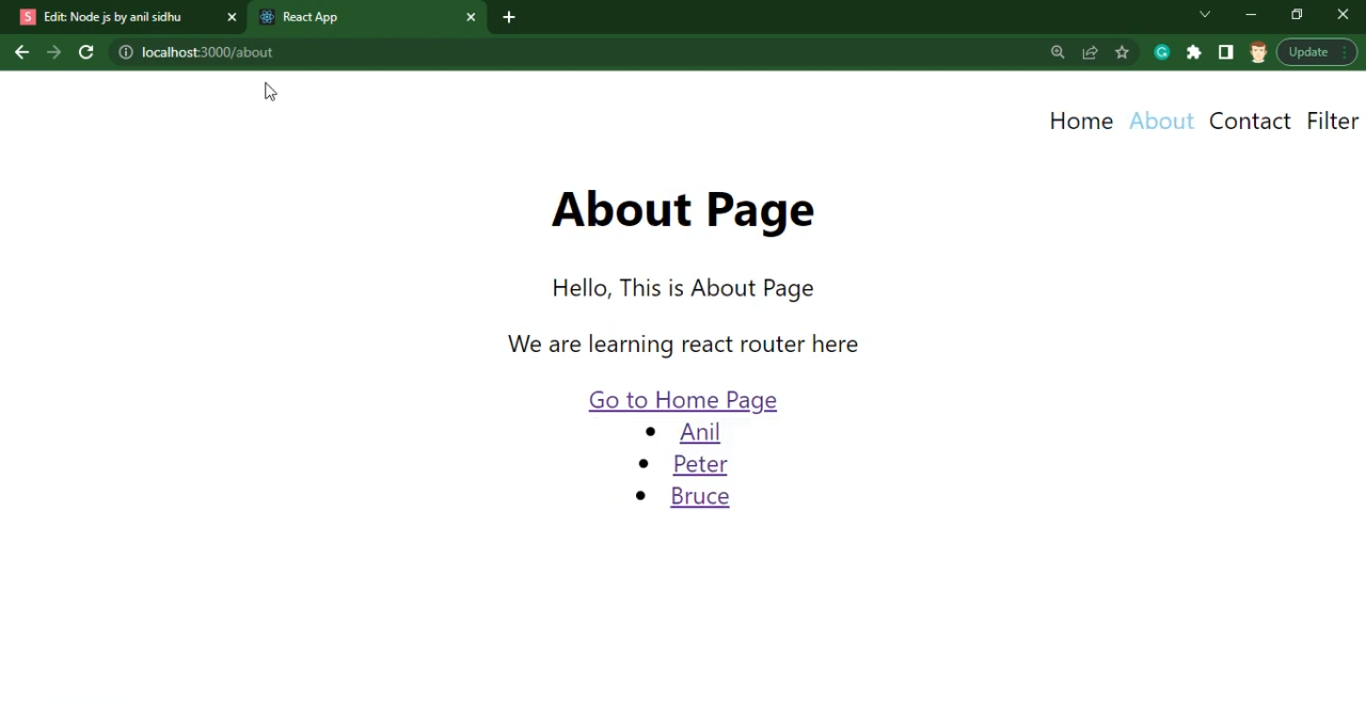 S Edit: Node js by anil sidhu
React App
localhost:3000/about
Update
Home About Contact Filter
About Page
Hello, This is About Page
We are learning react router here
Go to Home Page
Anil
Peter
Bruce